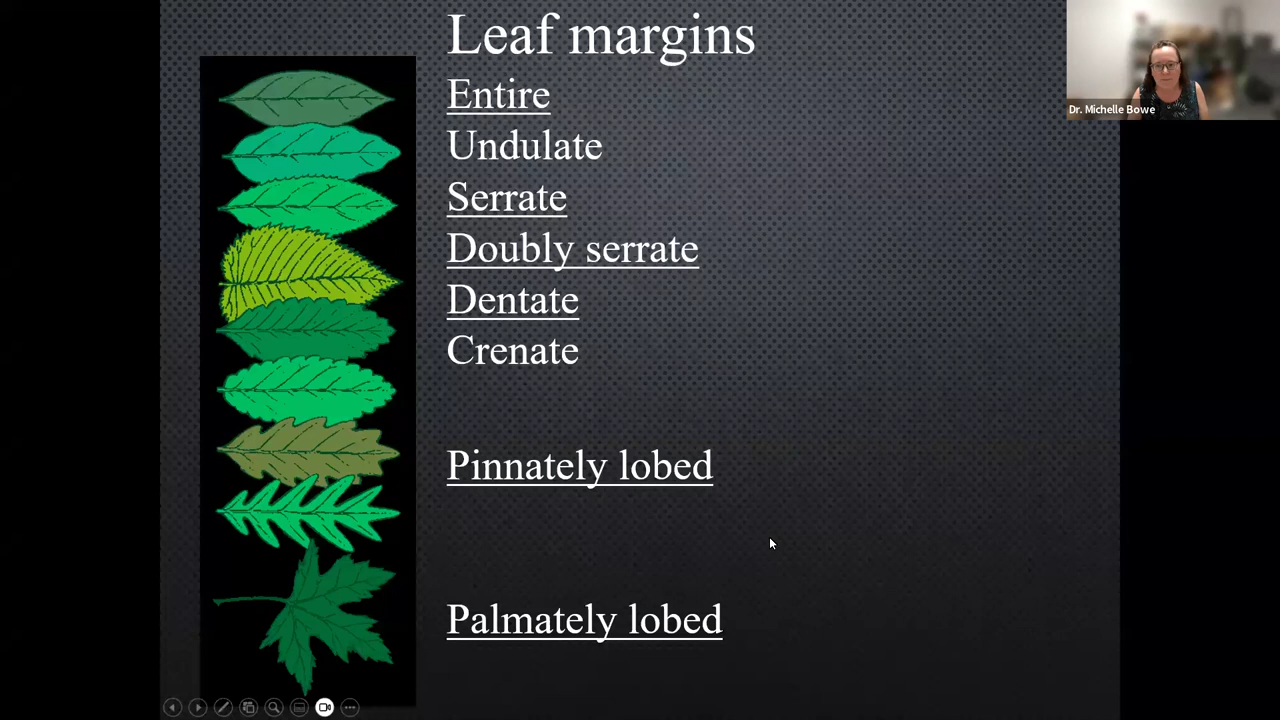 Leaf margins
Entire
Undulate
Serrate
Doubly serrate
Dentate
Crenate
Pinnately lobed
Palmately lobed
Dr. Michelle Bowe